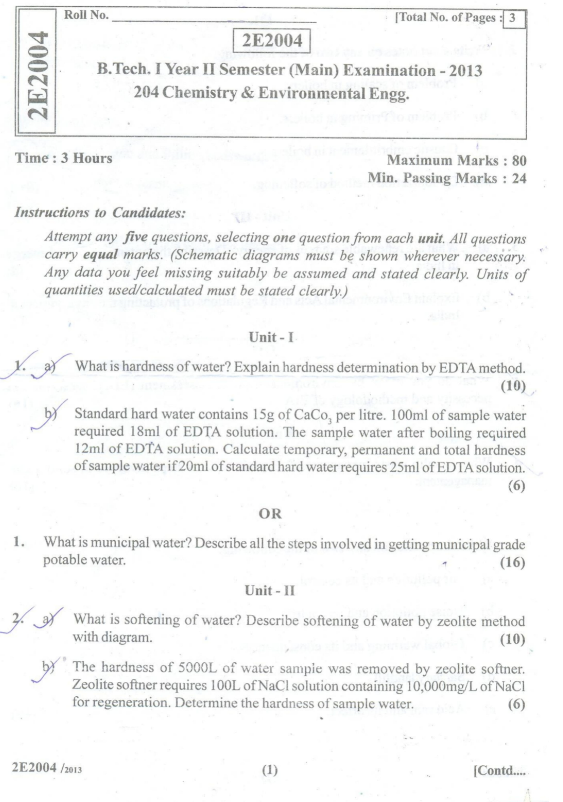 Roll No.
[Total No. of Pages : 3
2E2004
2E2004
B.Tech. I Year II Semester (Main) Examination - 2013
204 Chemistry & Environmental Engg.
Time : 3 Hours
Maximum Marks : 80
Min. Passing Marks : 24
Instructions to Candidates:
Attempt any five questions, selecting one question from each unit. All questions
carry equal marks. (Schematic diagrams must be shown wherever necessary.
Any data you feel missing suitably be assumed and stated clearly. Units of
quantities used/calculated must be stated clearly.)
Unit - I
1. a) What is hardness of water? Explain hardness determination by EDTA method.
(10)
b) Standard hard water contains 15g of CaCo3 per litre. 100ml of sample water
required 18ml of EDTA solution. The sample water after boiling required
12ml of EDTA solution. Calculate temporary, permanent and total hardness
of sample water if 20ml of standard hard water requires 25ml of EDTA solution.
(6)
OR
1. What is municipal water? Describe all the steps involved in getting municipal grade
potable water. (16)
Unit - II
2. a) What is softening of water? Describe softening of water by zeolite method
with diagram. (10)
b) The hardness of 5000L of water sample was removed by zeolite softner.
Zeolite softner requires 100L of NaCl solution containing 10,000mg/L of NaCl
for regeneration. Determine the hardness of sample water. (6)
2E2004 /2013
(1)
[Contd....